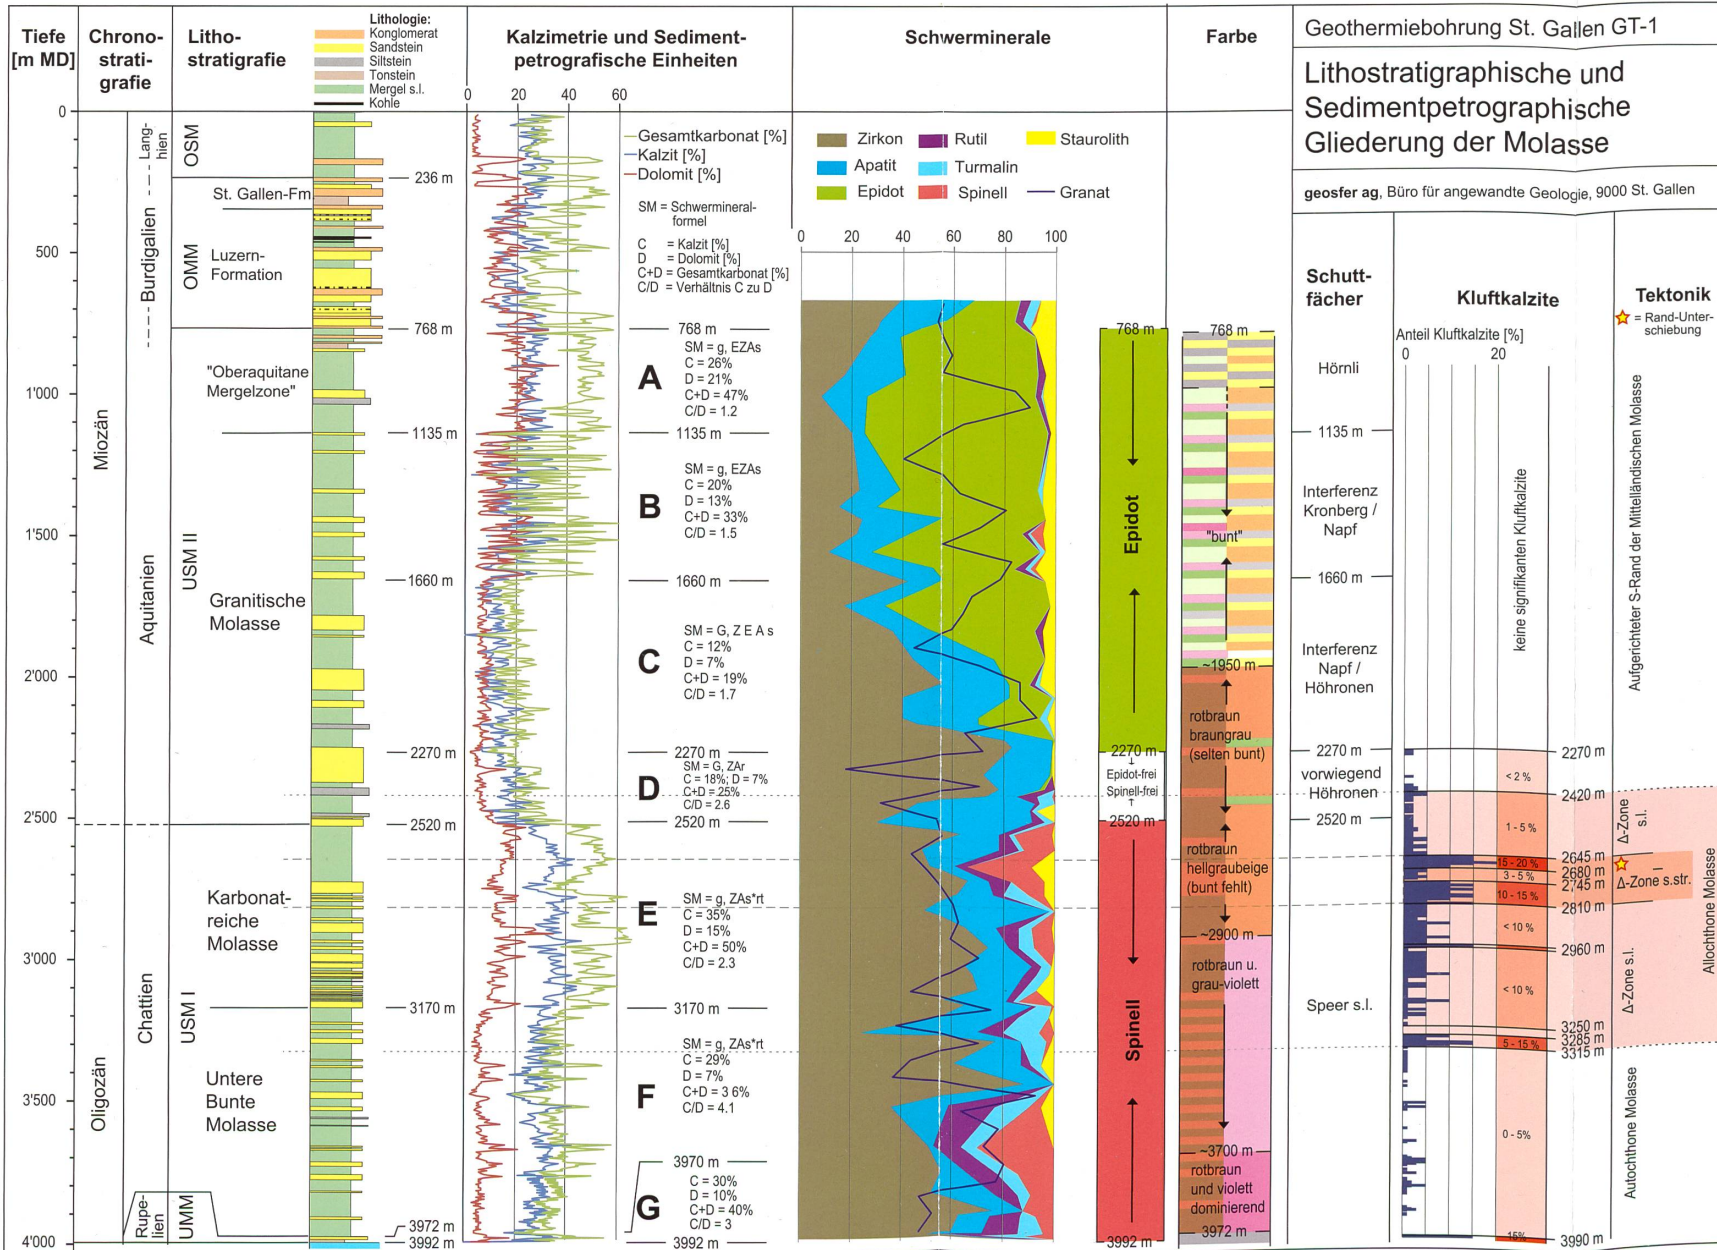 Tiefe
[m MD]
Chrono-
strati-
grafie
Litho-
stratigrafie
Lithologie:
Konglomerat
Sandstein
Siltstein
Tonstein
Mergel s.l.
Kohle
Kalzimetrie und Sediment-
petrografische Einheiten
0 20 40 60
Schwerminerale
Farbe
Geothermiebohrung St. Gallen GT-1
Lithostratigraphische und
Sedimentpetrographische
Gliederung der Molasse
geosfer ag, Büro für angewandte Geologie, 9000 St. Gallen
0
500
1'000
1'500
2'000
2'500
3'000
3'500
4'000
Miozän
Oligozän
Lang-
hien
Burdigalien
Aquitanien
Chattien
Rupe-
lien
OSM
OMM
USM II
USM I
UMM
St. Gallen-Fm
Luzern-
Formation
"Oberaquitane
Mergelzone"
Granitische
Molasse
Karbonat-
reiche
Molasse
Untere
Bunte
Molasse
236 m
768 m
1135 m
1660 m
2270 m
2520 m
3170 m
3972 m
3992 m
Gesamtkarbonat [%]
Kalzit [%]
Dolomit [%]
SM = Schwermineral-
formel
C = Kalzit [%]
D = Dolomit [%]
C+D = Gesamtkarbonat [%]
C/D = Verhältnis C zu D
768 m
A
SM = g, EZAs
C = 26%
D = 21%
C+D = 47%
C/D = 1.2
1135 m
B
SM = g, EZAs
C = 20%
D = 13%
C+D = 33%
C/D = 1.5
1660 m
C
SM = G, Z E A s
C = 12%
D = 7%
C+D = 19%
C/D = 1.7
2270 m
D
SM = G, ZAr
C = 18%; D = 7%
C+D = 25%
C/D = 2.6
2520 m
E
SM = g, ZAs*rt
C = 35%
D = 15%
C+D = 50%
C/D = 2.3
3170 m
F
SM = g, ZAs*rt
C = 29%
D = 7%
C+D = 3 6%
C/D = 4.1
3970 m
G
C = 30%
D = 10%
C+D = 40%
C/D = 3
3992 m
Zirkon
Apatit
Epidot
Rutil
Turmalin
Spinell
Staurolith
Granat
0 20 40 60 80 100
768 m
Epidot
2270 m
Epidot-frei
Spinell-frei
2520 m
Spinell
3992 m
768 m
"bunt"
~1950 m
rotbraun
braungrau
(selten bunt)
rotbraun
hellgraubeige
(bunt fehlt)
~2900 m
rotbraun u.
grau-violett
~3700 m
rotbraun
und violett
dominierend
3972 m
Schutt-
fächer
Hörnli
1135 m
Interferenz
Kronberg /
Napf
1660 m
Interferenz
Napf /
Höhronen
2270 m
vorwiegend
Höhronen
2520 m
Speer s.l.
Kluftkalzite
Anteil Kluftkalzite [%]
0 20
keine signifikanten Kluftkalzite
< 2 %
1 - 5 %
15 - 20 %
3 - 5 %
10 - 15%
< 10 %
< 10 %
5 - 15 %
0 - 5%
15%
2270 m
2420 m
2645 m
2680 m
2745 m
2810 m
2960 m
3250 m
3285 m
3315 m
3990 m
Tektonik
= Rand-Unter-
schiebung
Aufgerichteter S-Rand der Mittelländischen Molasse
Δ-Zone
s.l.
Δ-Zone s.str.
Δ-Zone s.l.
Allochthone Molasse
Autochthone Molasse